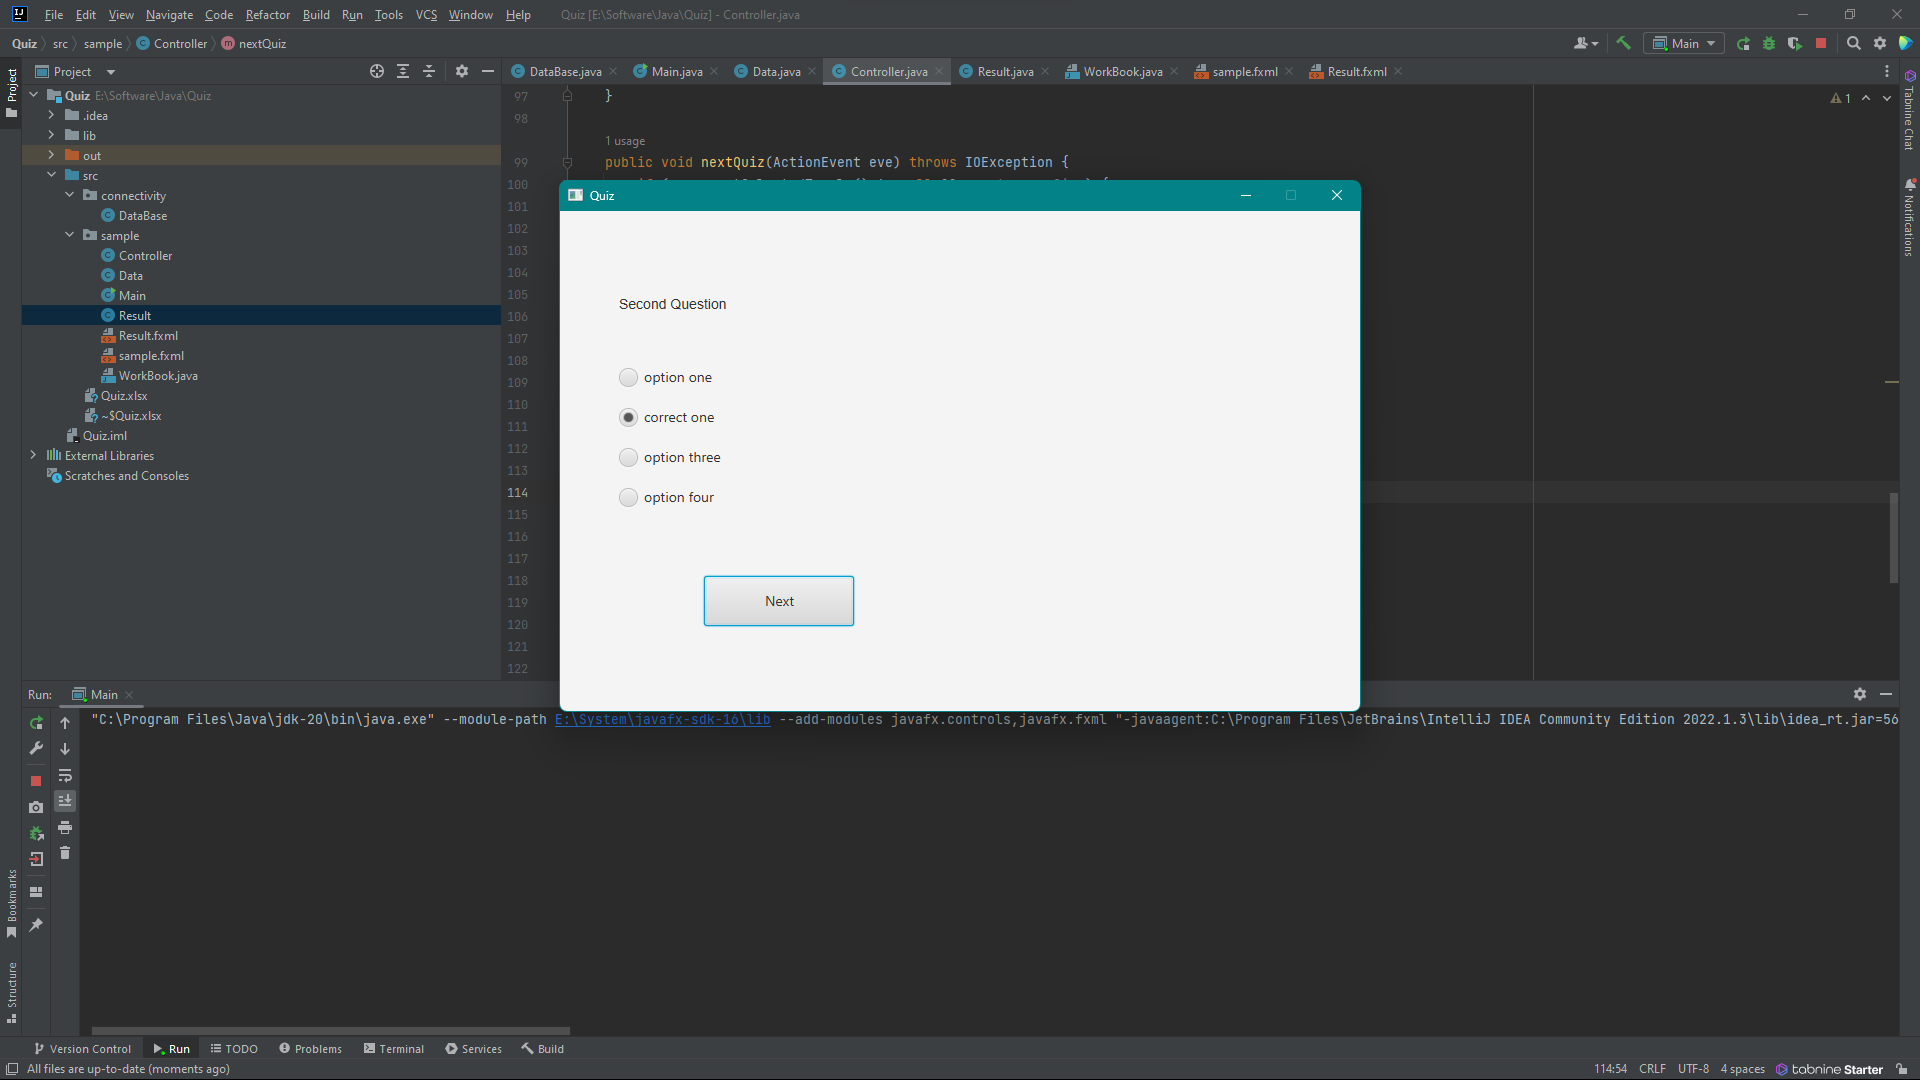 File Edit View Navigate Code Refactor Build Run Tools VCS Window Help Quiz [E:\Software\Java\Quiz] - Controller.java
Quiz src sample Controller nextQuiz
Main
Project
DataBase.java Main.java Data.java Controller.java Result.java WorkBook.java sample.fxml Result.fxml
Quiz E:\Software\Java\Quiz
.idea
lib
out
src
connectivity
DataBase
sample
Controller
Data
Main
Result
Result.fxml
sample.fxml
WorkBook.java
Quiz.xlsx
~$Quiz.xlsx
Quiz.iml
External Libraries
Scratches and Consoles
97 }
98
1 usage
99 public void nextQuiz(ActionEvent eve) throws IOException {
100
101
102
103
104
105
106
107
108
109
110
111
112
113
114
115
116
117
118
119
120
121
122
1
Quiz
Second Question
option one
correct one
option three
option four
Next
Project
Bookmarks
Structure
Tabnine Chat
Notifications
Run: Main
"C:\Program Files\Java\jdk-20\bin\java.exe" --module-path E:\System\javafx-sdk-16\lib --add-modules javafx.controls,javafx.fxml "-javaagent:C:\Program Files\JetBrains\IntelliJ IDEA Community Edition 2022.1.3\lib\idea_rt.jar=56
Version Control Run TODO Problems Terminal Services Build
All files are up-to-date (moments ago)
114:54 CRLF UTF-8 4 spaces tabnine Starter